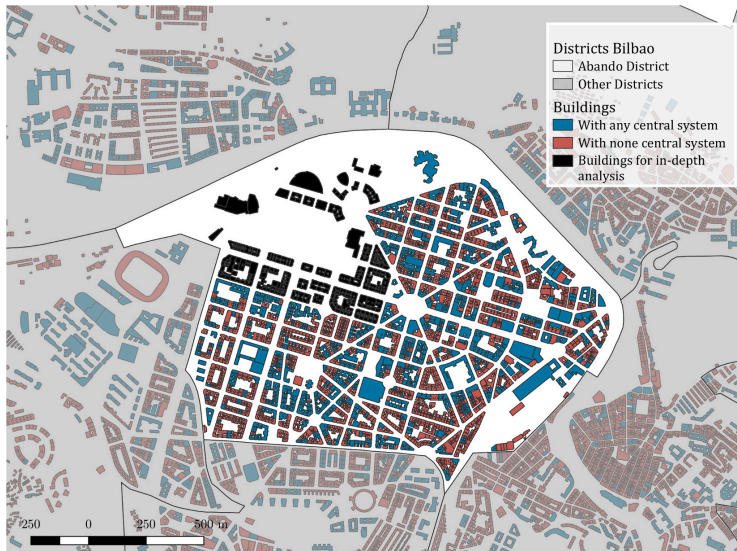 Districts Bilbao
Abando District
Other Districts
Buildings
With any central system
With none central system
Buildings for in-depth
analysis
250 0 250 500 m